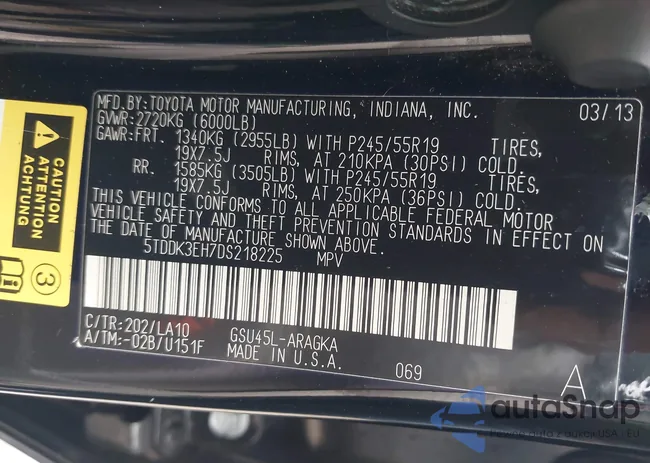 MFD.BY:TOYOTA MOTOR MANUFACTURING, INDIANA, INC. 03/13
GVWR:2720KG (6000LB)
GAWR:FRT. 1340KG (2955LB) WITH P245/55R19 TIRES,
19X7.5J RIMS, AT 210KPA (30PSI) COLD.
RR. 1585KG (3505LB) WITH P245/55R19 TIRES,
19X7.5J RIMS, AT 250KPA (36PSI) COLD.
THIS VEHICLE CONFORMS TO ALL APPLICABLE FEDERAL MOTOR
VEHICLE SAFETY AND THEFT PREVENTION STANDARDS IN EFFECT ON
THE DATE OF MANUFACTURE SHOWN ABOVE.
5TDDK3EH7DS218225 MPV
C/TR:202/LA10 GSU45L-ARAGKA
A/TM:-02B/U151F MADE IN U.S.A. 069 A
CAUTION
ATTENTION
ACHTUNG
3
autoSnap